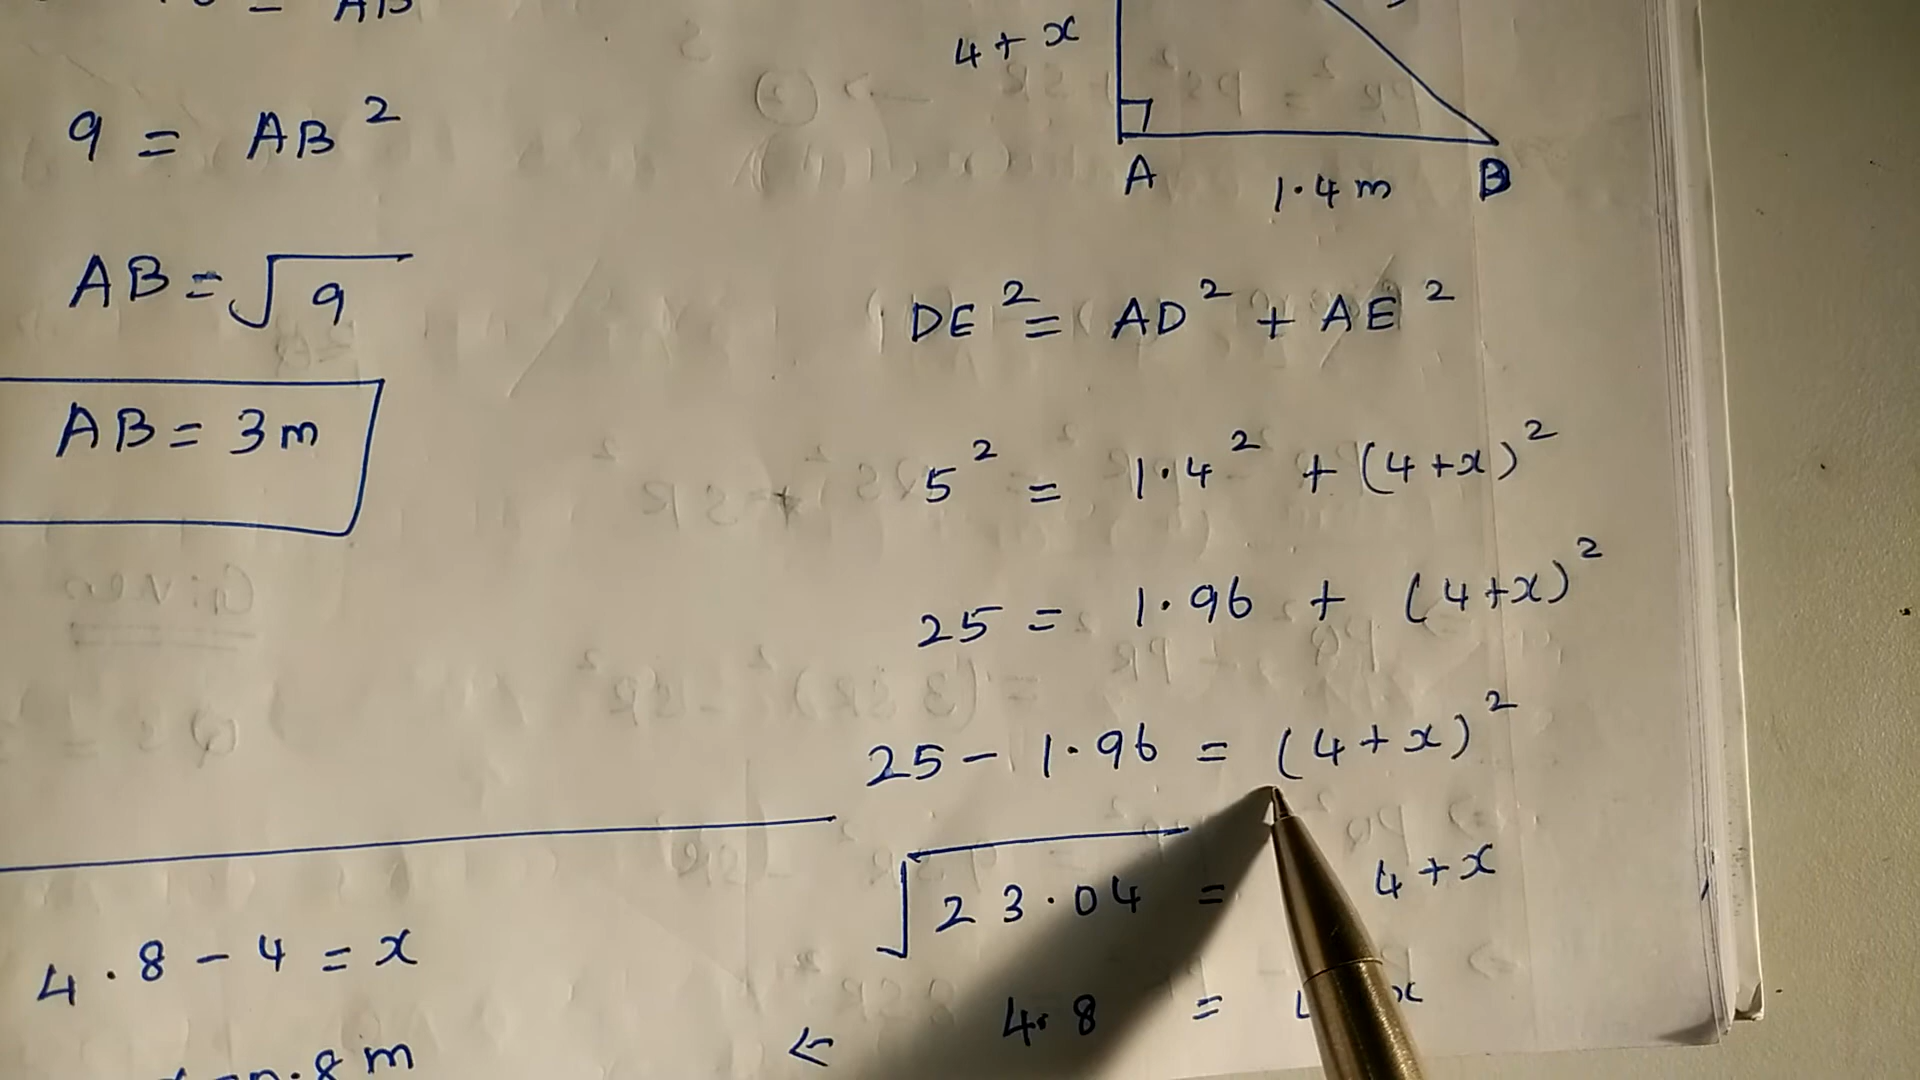 9 = AB²
AB = √9
AB = 3m
4.8 - 4 = x
4 + x
A
1.4 m
B
DE² = AD² + AE²
5² = 1.4² + (4+x)²
25 = 1.96 + (4+x)²
25 - 1.96 = (4+x)²
√23.04 = 4+x
← 4.8 = x